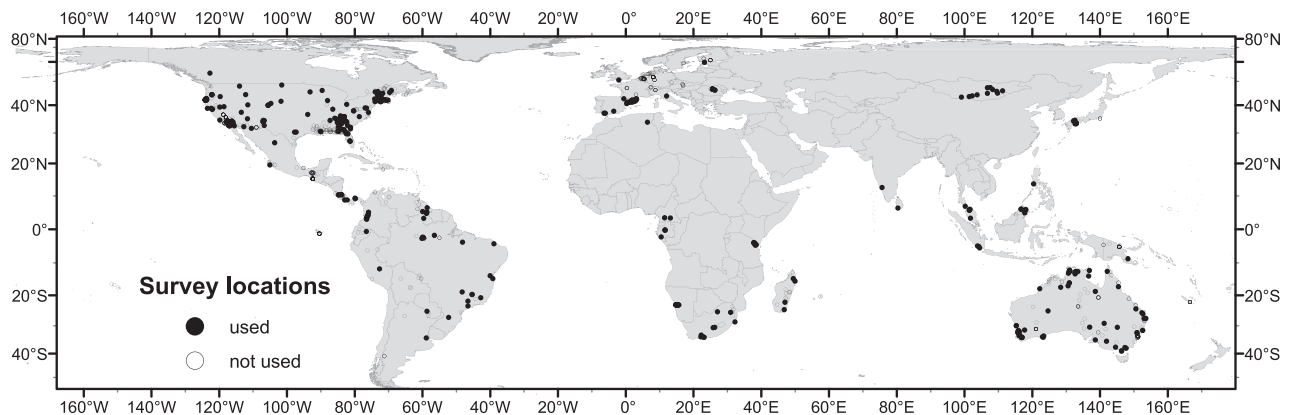 160°W 140°W 120°W 100°W 80°W 60°W 40°W 20°W 0° 20°E 40°E 60°E 80°E 100°E 120°E 140°E 160°E
80°N 80°N
40°N 40°N
20°N 20°N
0° 0°
Survey locations
20°S 20°S
used
not used
40°S 40°S
160°W 140°W 120°W 100°W 80°W 60°W 40°W 20°W 0° 20°E 40°E 60°E 80°E 100°E 120°E 140°E 160°E